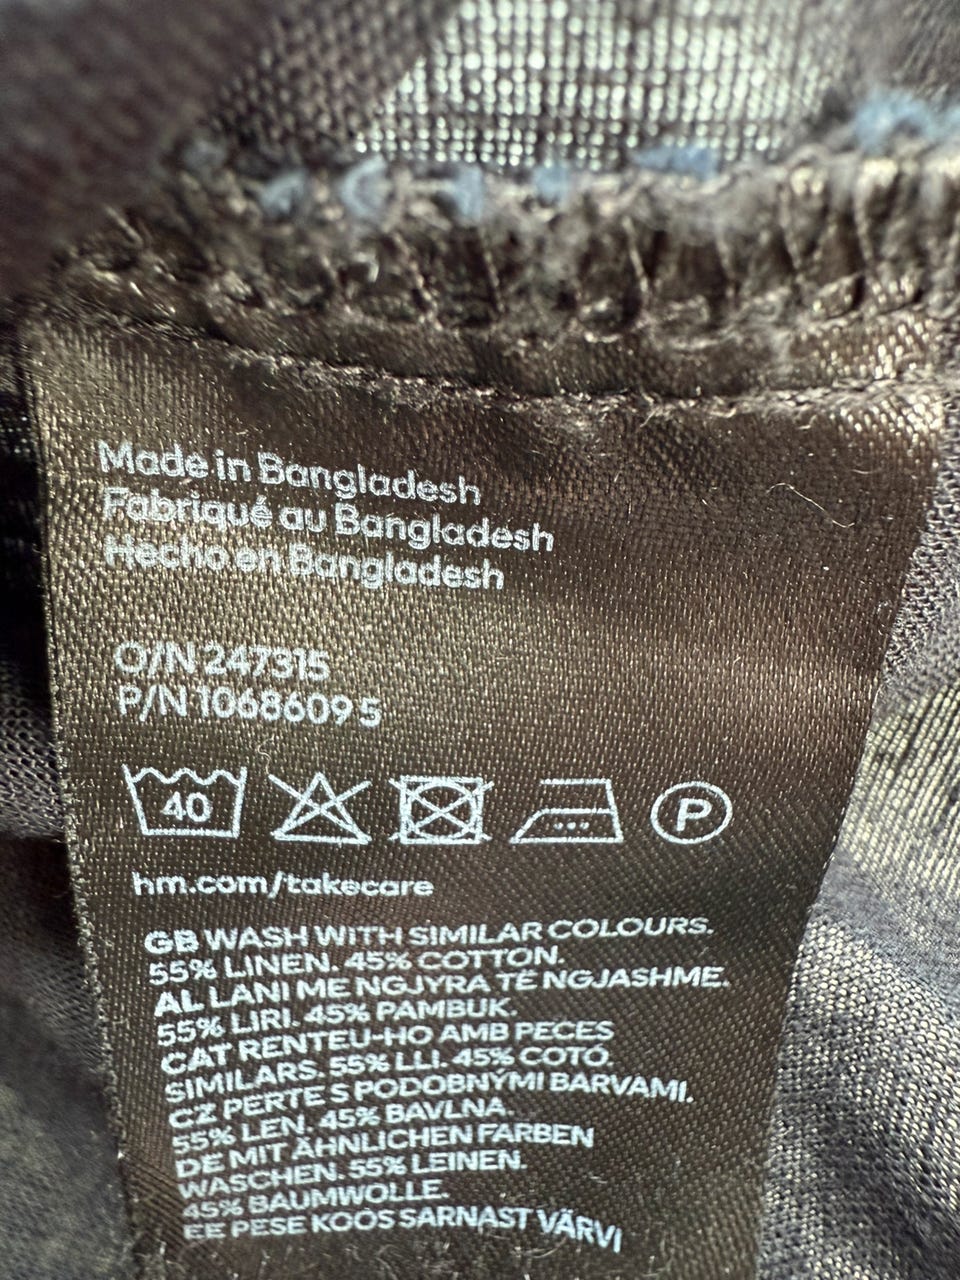 Made in Bangladesh
Fabriqué au Bangladesh
Hecho en Bangladesh
O/N 247315
P/N 10686095
40
P
hm.com/takecare
GB WASH WITH SIMILAR COLOURS.
55% LINEN. 45% COTTON.
AL LANI ME NGJYRA TË NGJASHME.
55% LIRI. 45% PAMBUK.
CAT RENTEU-HO AMB PECES
SIMILARS. 55% LLI. 45% COTÓ.
CZ PERTE S PODOBNÝMI BARVAMI.
55% LEN. 45% BAVLNA.
DE MIT ÄHNLICHEN FARBEN
WASCHEN. 55% LEINEN.
45% BAUMWOLLE.
EE PESE KOOS SARNAST VÄRVI